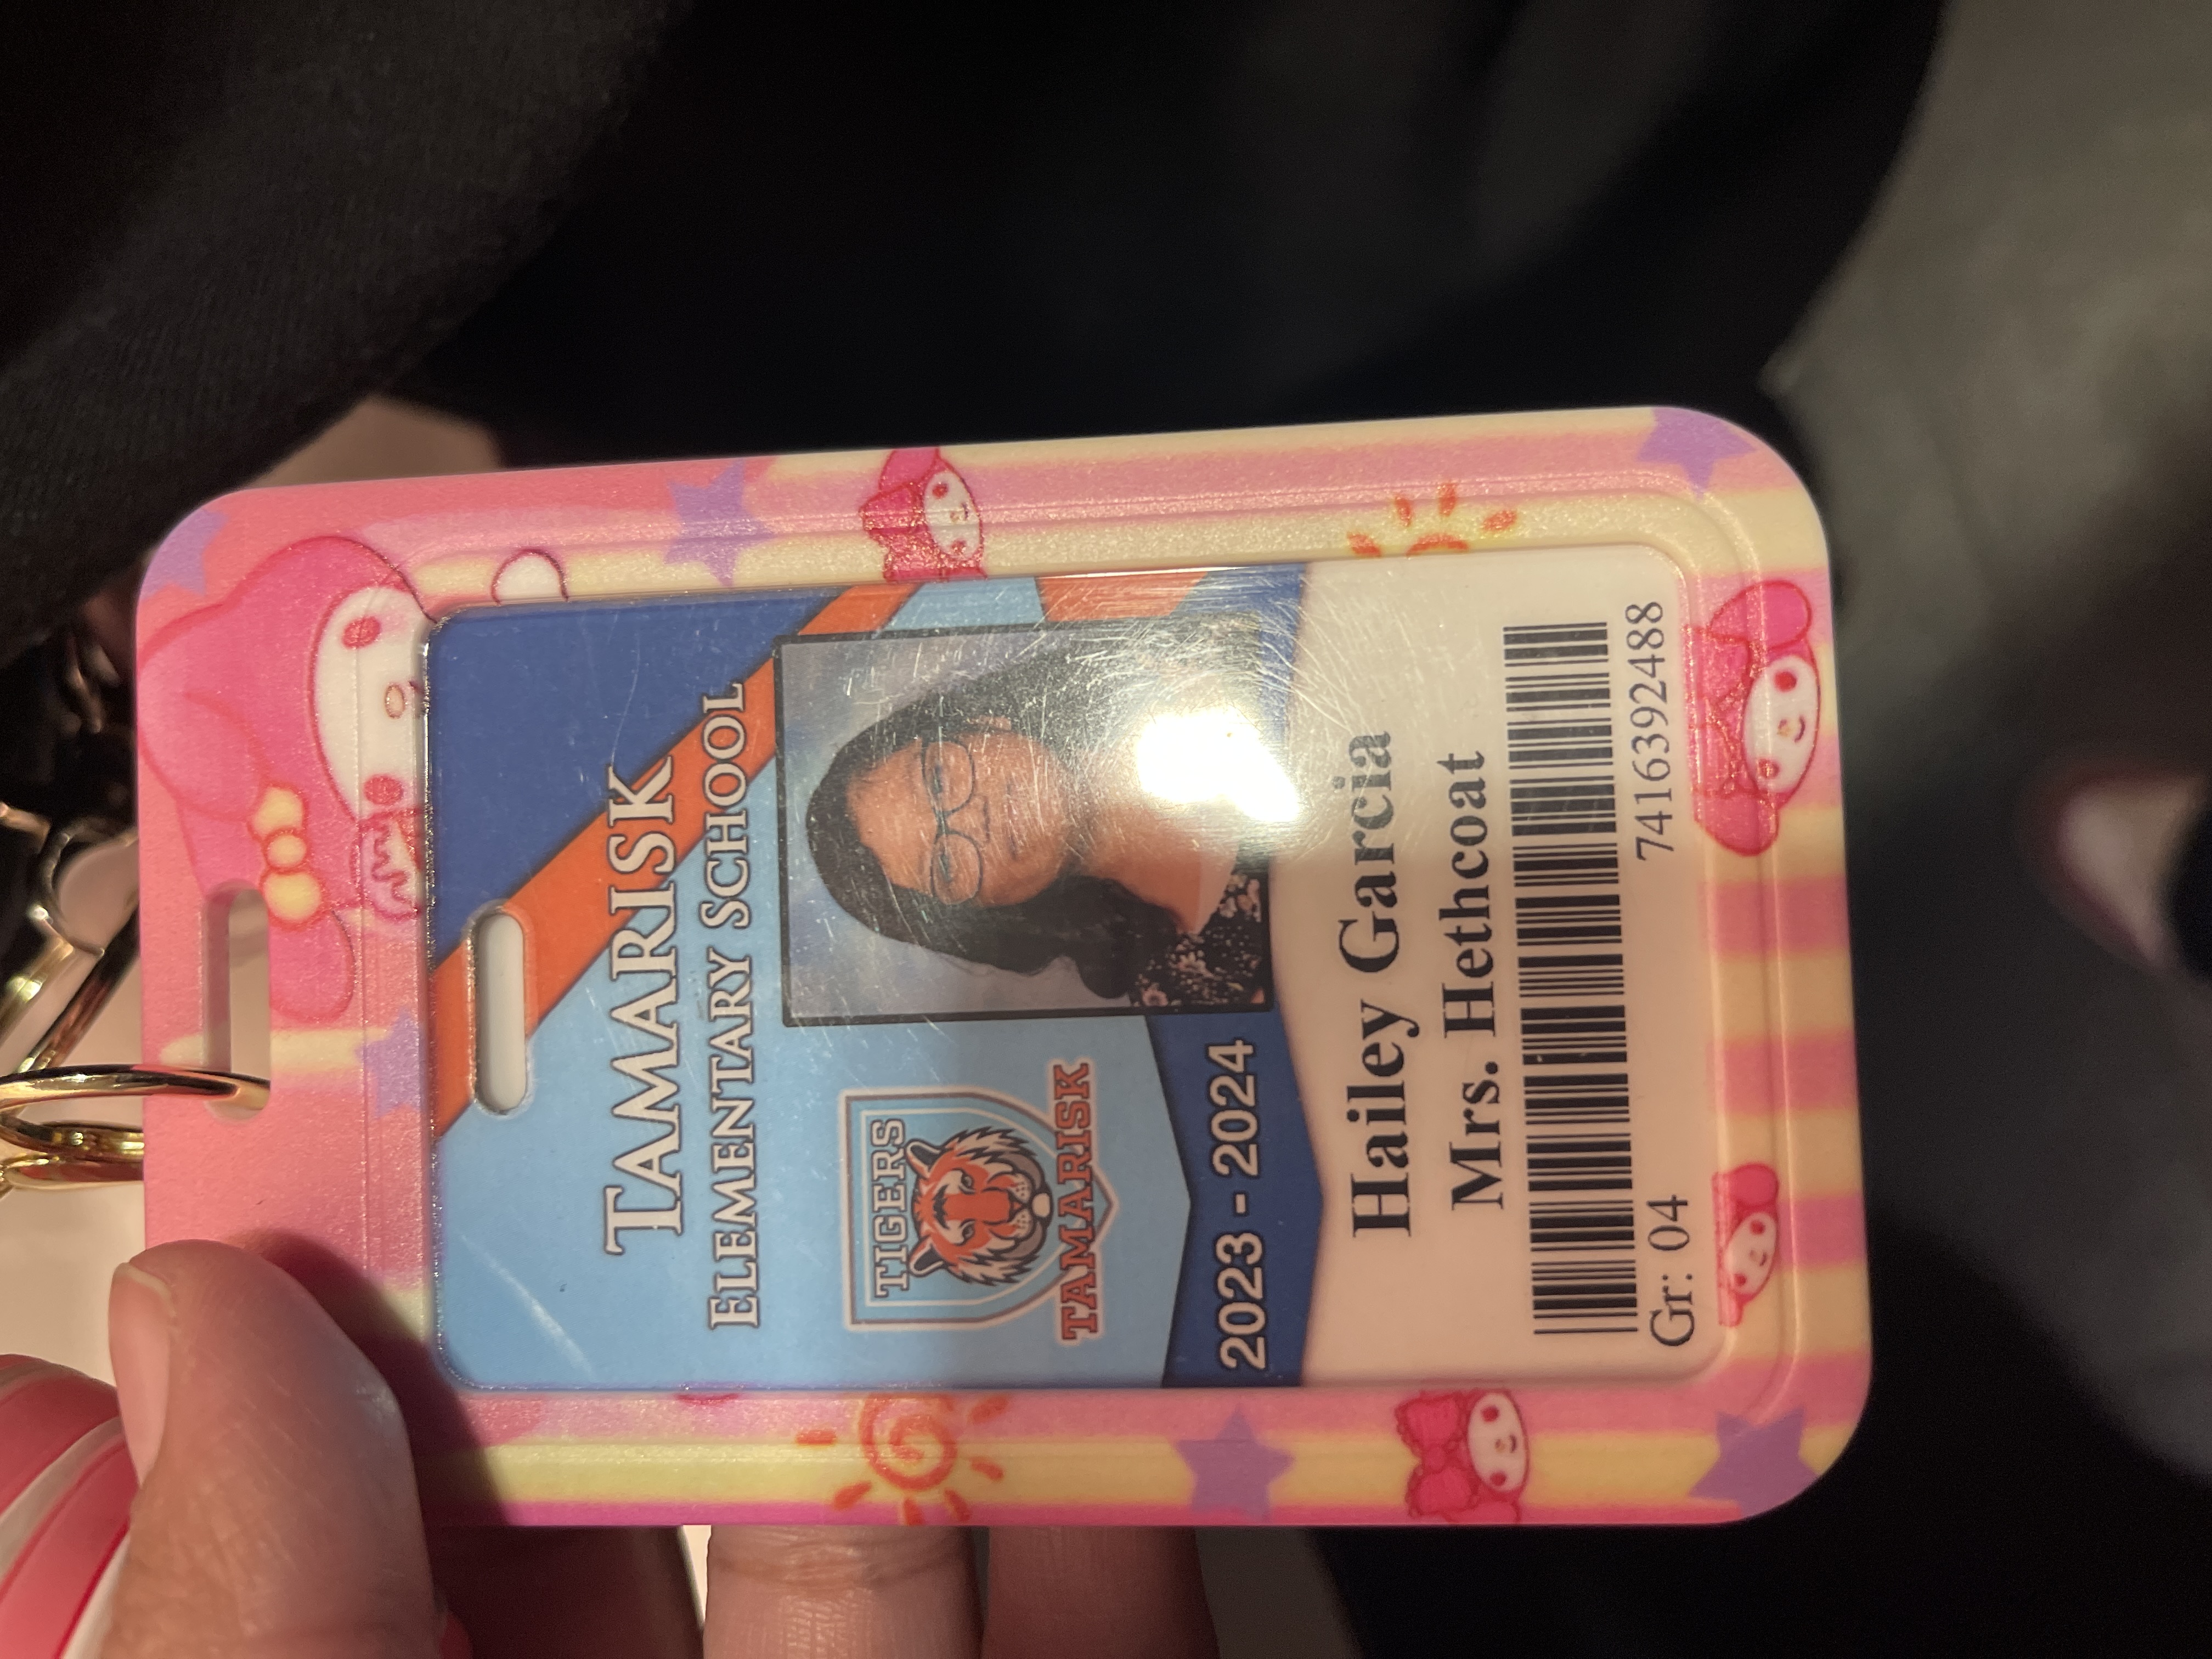 TAMARISK
ELEMENTARY SCHOOL
TIGERS
TAMARISK
2023 - 2024
Hailey Garcia
Mrs. Hethcoat
Gr: 04 7416392488